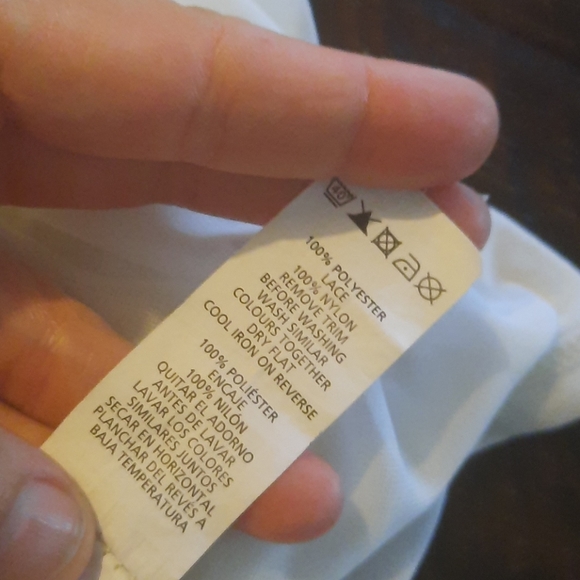 40
100% POLYESTER
LACE
100% NYLON
REMOVE TRIM
BEFORE WASHING
WASH SIMILAR
COLOURS TOGETHER
DRY FLAT
COOL IRON ON REVERSE
100% POLIÉSTER
ENCAJE
100% NILÓN
QUITAR EL ADORNO
ANTES DE LAVAR
LAVAR LOS COLORES
SIMILARES JUNTOS
SECAR EN HORIZONTAL
PLANCHAR DEL REVÉS A
BAJA TEMPERATURA